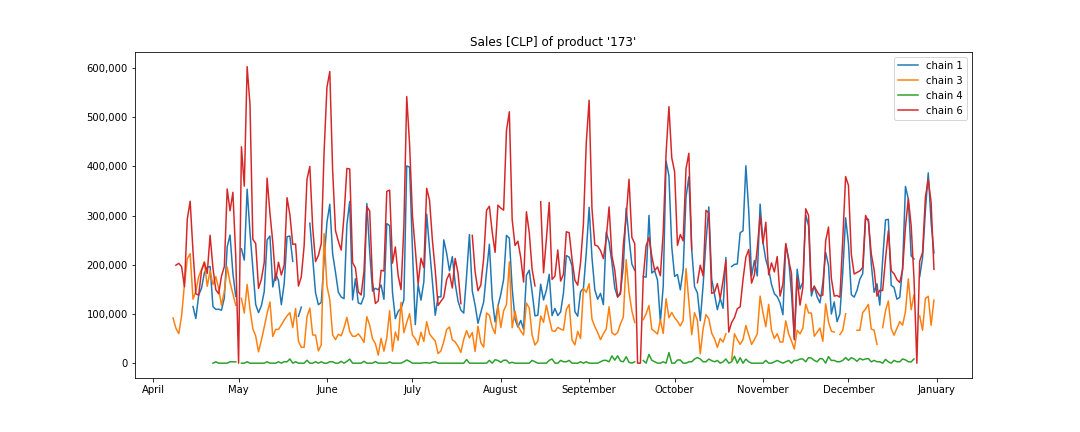 Sales [CLP] of product '173'
600,000
500,000
400,000
300,000
200,000
100,000
0
chain 1
chain 3
chain 4
chain 6
April May June July August September October November December January